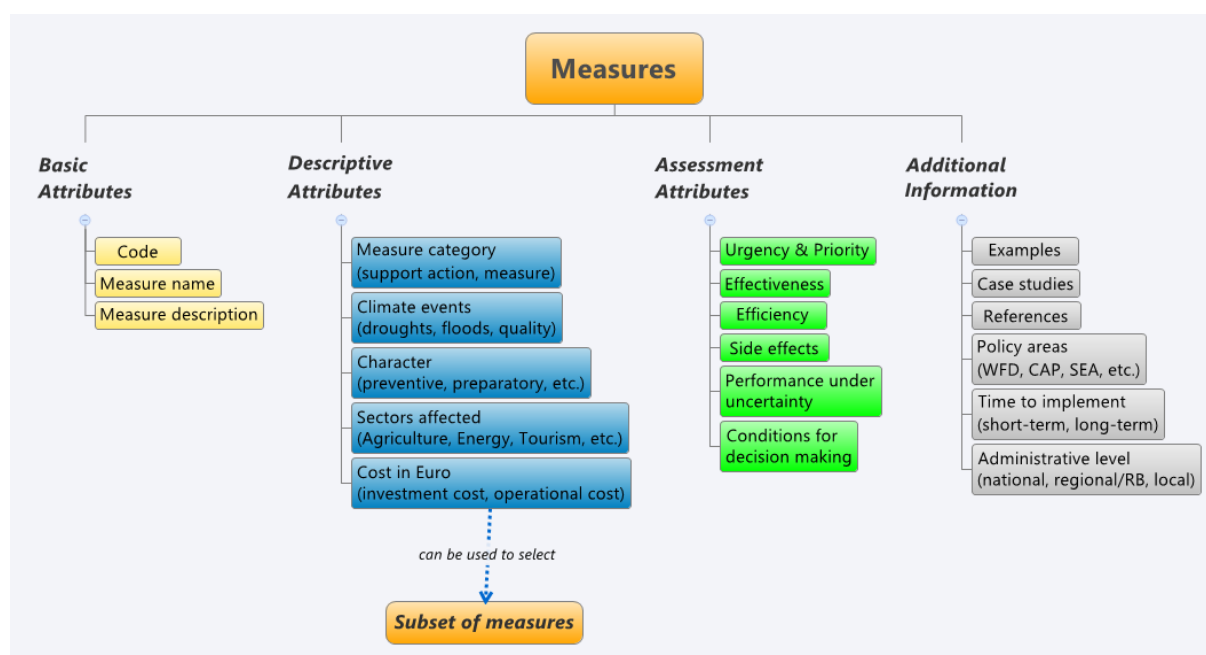 Measures
Basic
Attributes
Code
Measure name
Measure description
Descriptive
Attributes
Measure category
(support action, measure)
Climate events
(droughts, floods, quality)
Character
(preventive, preparatory, etc.)
Sectors affected
(Agriculture, Energy, Tourism, etc.)
Cost in Euro
(investment cost, operational cost)
can be used to select
Subset of measures
Assessment
Attributes
Urgency & Priority
Effectiveness
Efficiency
Side effects
Performance under
uncertainty
Conditions for
decision making
Additional
Information
Examples
Case studies
References
Policy areas
(WFD, CAP, SEA, etc.)
Time to implement
(short-term, long-term)
Administrative level
(national, regional/RB, local)